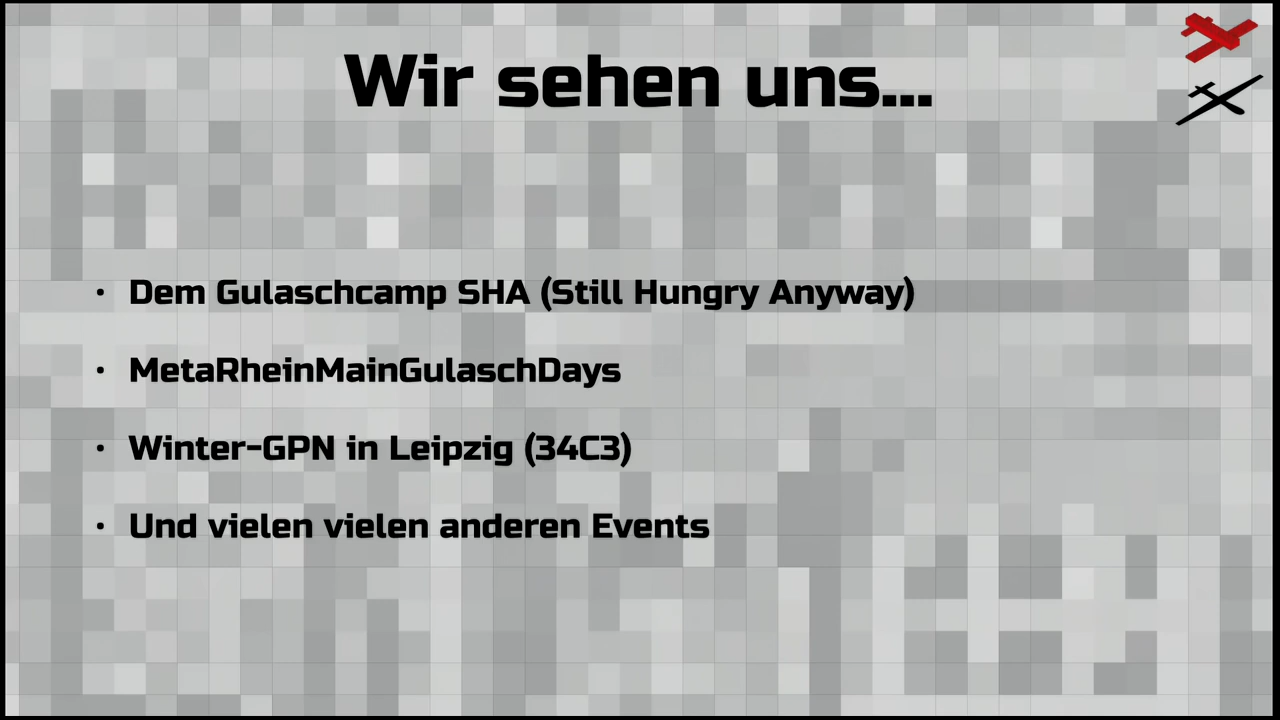 Wir sehen uns...
• Dem Gulaschcamp SHA (Still Hungry Anyway)
• MetaRheinMainGulaschDays
• Winter-GPN in Leipzig (34C3)
• Und vielen vielen anderen Events